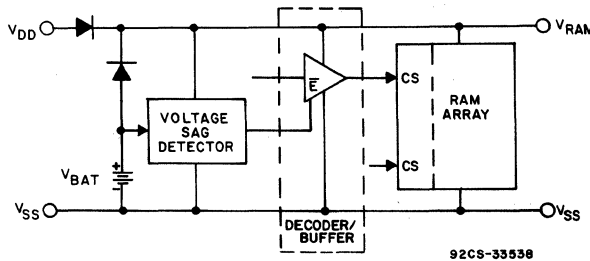 VDD
VRAM
E
CS
RAM
ARRAY
VOLTAGE
SAG
DETECTOR
+
VBAT
-
CS
VSS
VSS
DECODER/
BUFFER
92CS-33538